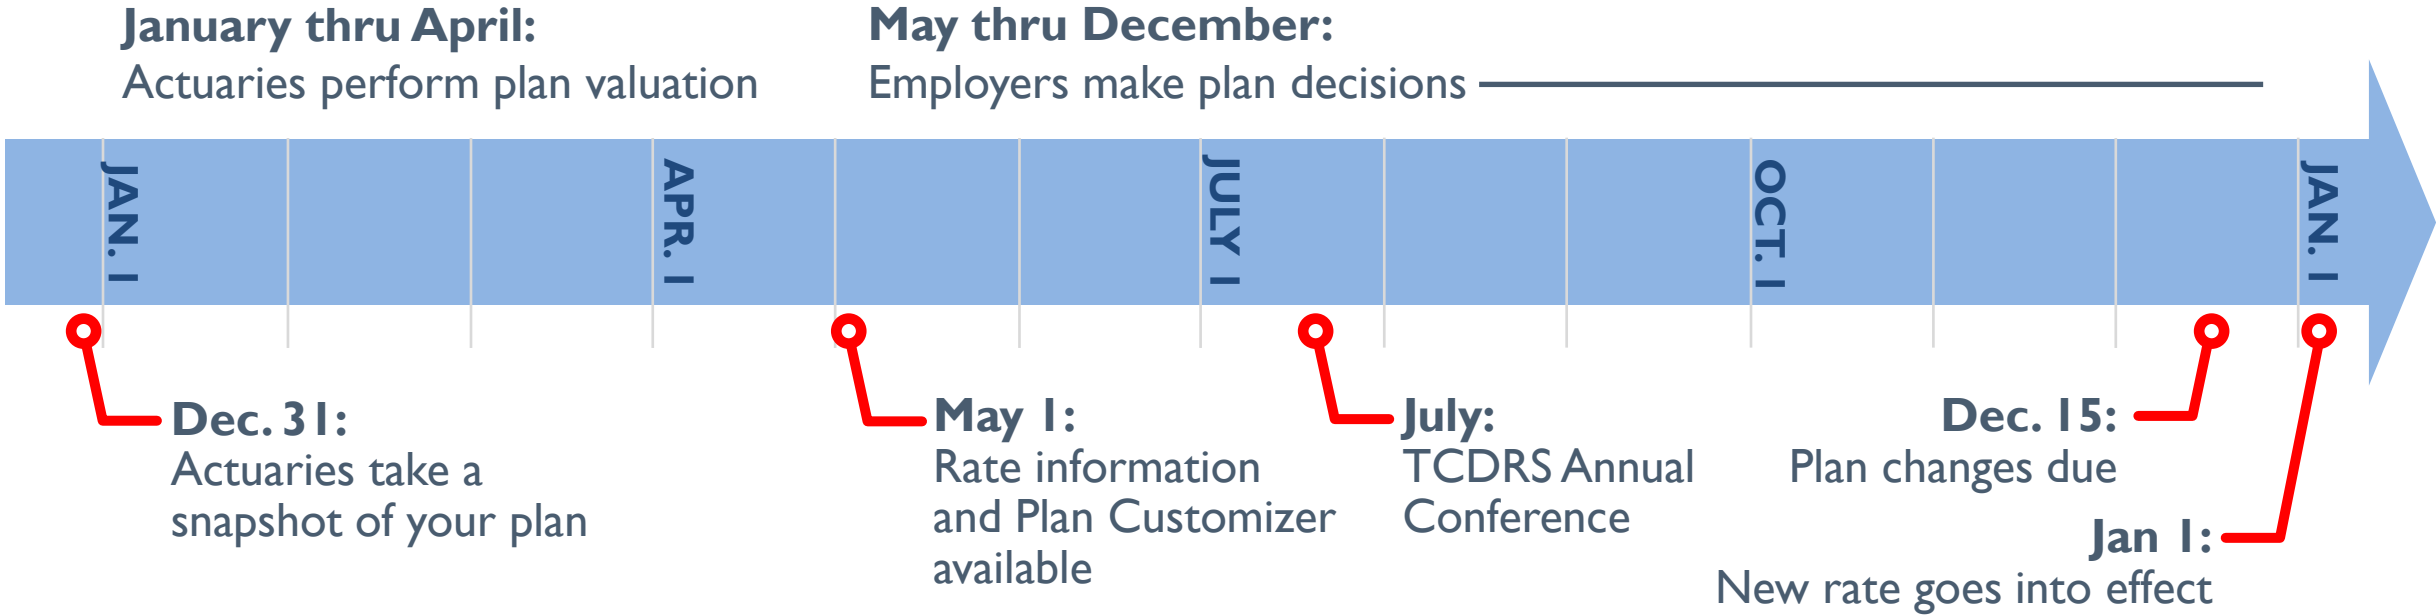 January thru April:
Actuaries perform plan valuation
May thru December:
Employers make plan decisions
JAN. 1
APR. 1
JULY 1
OCT. 1
JAN. 1
Dec. 31:
Actuaries take a
snapshot of your plan
May 1:
Rate information
and Plan Customizer
available
July:
TCDRS Annual
Conference
Dec. 15:
Plan changes due
Jan 1:
New rate goes into effect